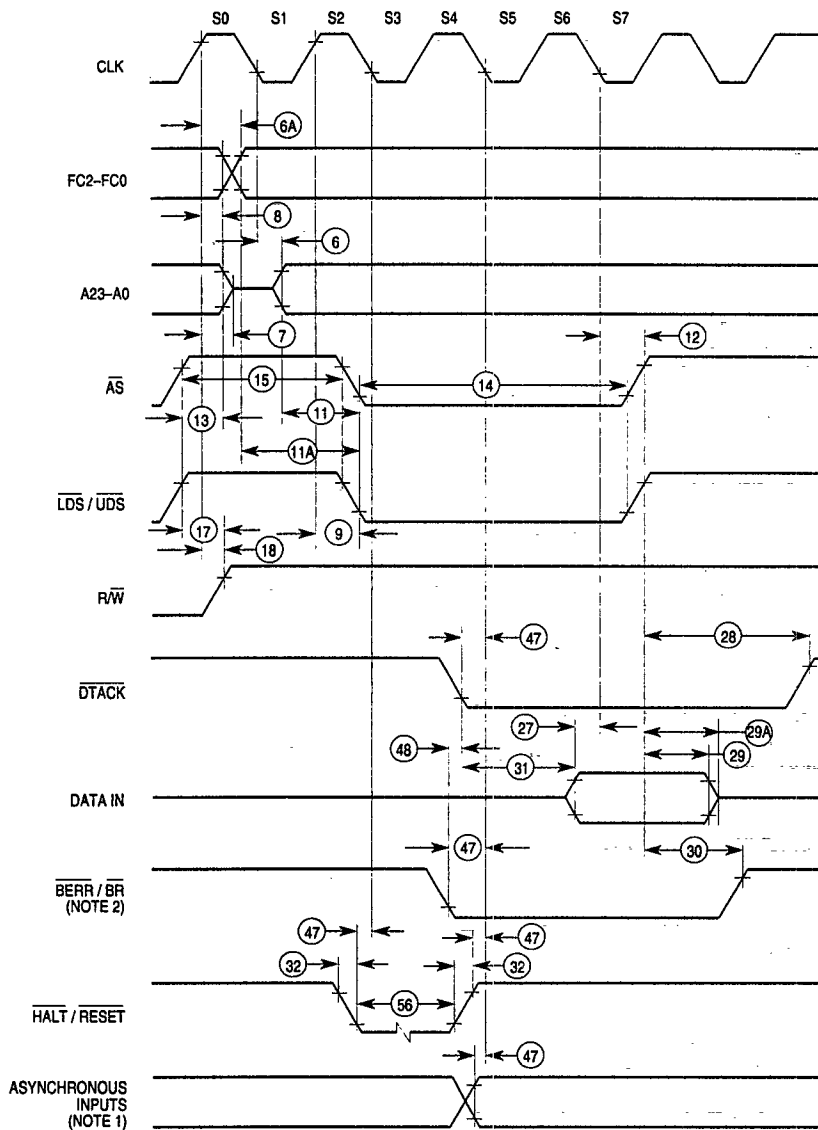 S0 S1 S2 S3 S4 S5 S6 S7
CLK
6A
FC2–FC0
8
6
A23–A0
7
12
AS
15
14
13
11
11A
LDS / UDS
17
9
18
R/W
47
28
DTACK
27
29A
48
31
29
DATA IN
47
30
BERR / BR
(NOTE 2)
47
47
32
32
56
HALT / RESET
47
ASYNCHRONOUS
INPUTS
(NOTE 1)